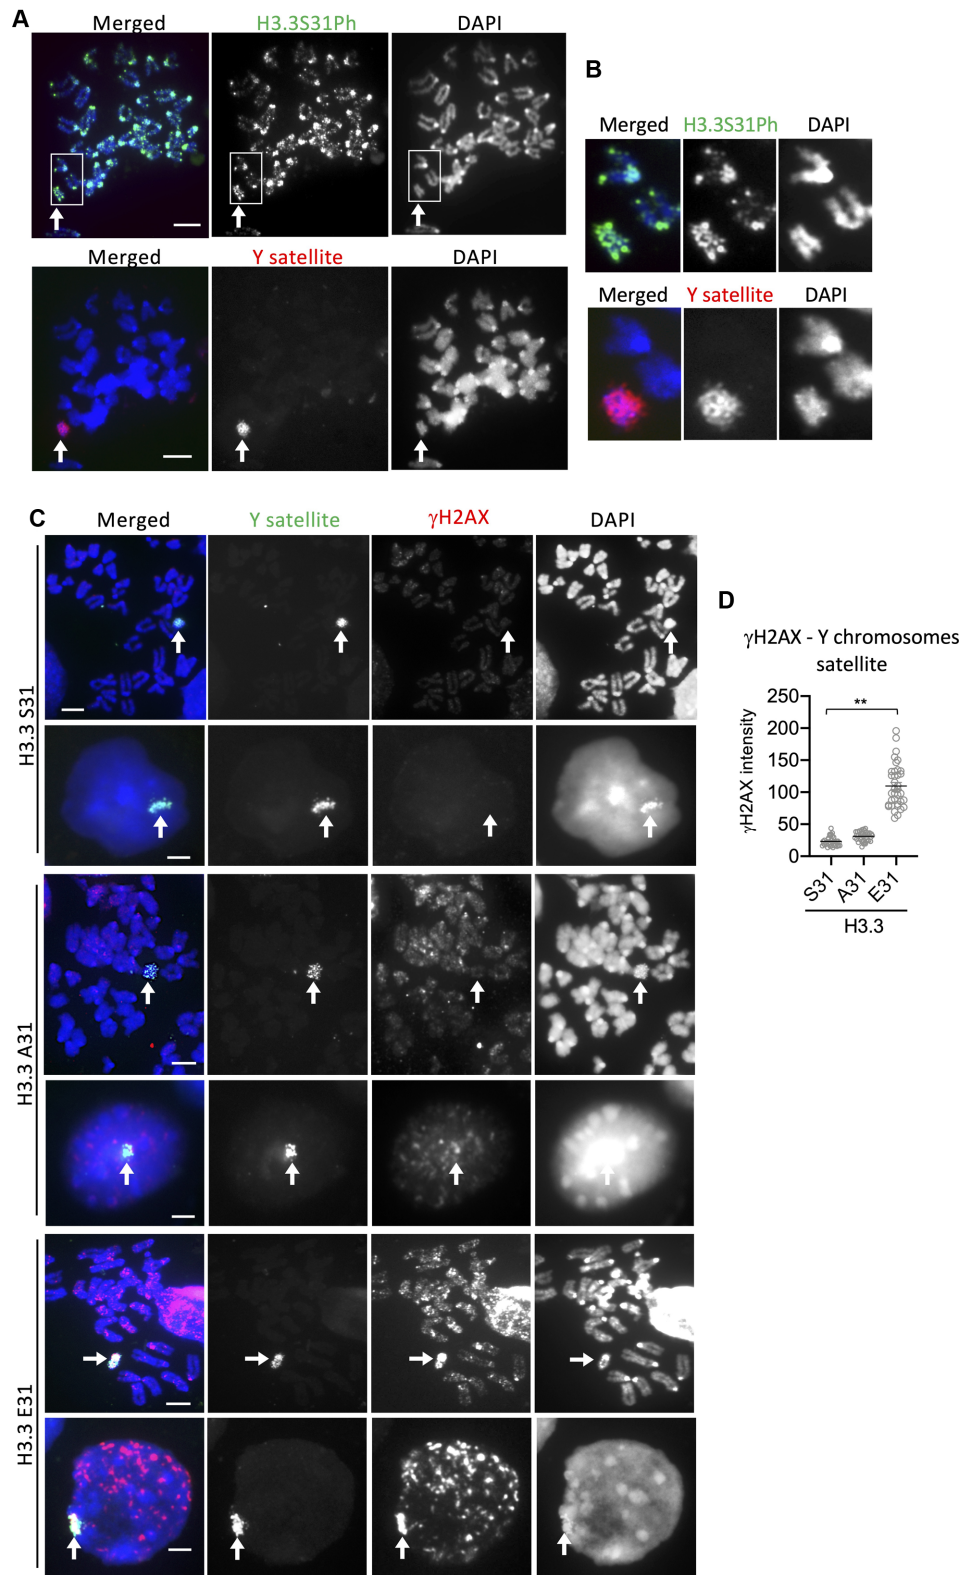 A
Merged H3.3S31Ph DAPI
Merged Y satellite DAPI
B
Merged H3.3S31Ph DAPI
Merged Y satellite DAPI
C
Merged Y satellite γH2AX DAPI
H3.3 S31
H3.3 A31
H3.3 E31
D
γH2AX - Y chromosomes
satellite
γH2AX intensity
250
200
150
100
50
0
**
S31 A31 E31
H3.3